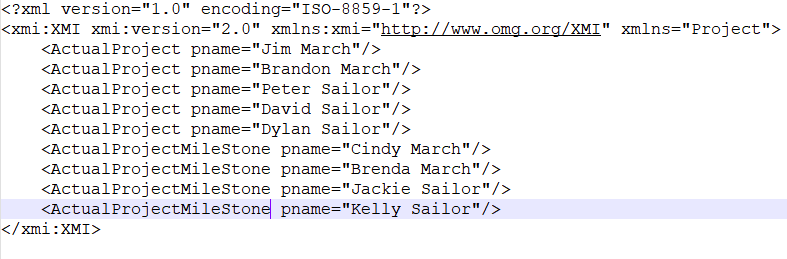 <?xml version="1.0" encoding="ISO-8859-1"?>
<xmi:XMI xmi:version="2.0" xmlns:xmi="http://www.omg.org/XMI" xmlns="Project">
    <ActualProject pname="Jim March"/>
    <ActualProject pname="Brandon March"/>
    <ActualProject pname="Peter Sailor"/>
    <ActualProject pname="David Sailor"/>
    <ActualProject pname="Dylan Sailor"/>
    <ActualProjectMileStone pname="Cindy March"/>
    <ActualProjectMileStone pname="Brenda March"/>
    <ActualProjectMileStone pname="Jackie Sailor"/>
    <ActualProjectMileStone pname="Kelly Sailor"/>
</xmi:XMI>